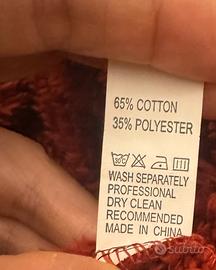 65% COTTON
35% POLYESTER
WASH SEPARATELY
PROFESSIONAL
DRY CLEAN
RECOMMENDED
MADE IN CHINA
subito